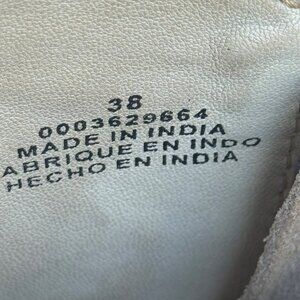 38
0003629664
MADE IN INDIA
ABRIQUE EN INDO
HECHO EN INDIA